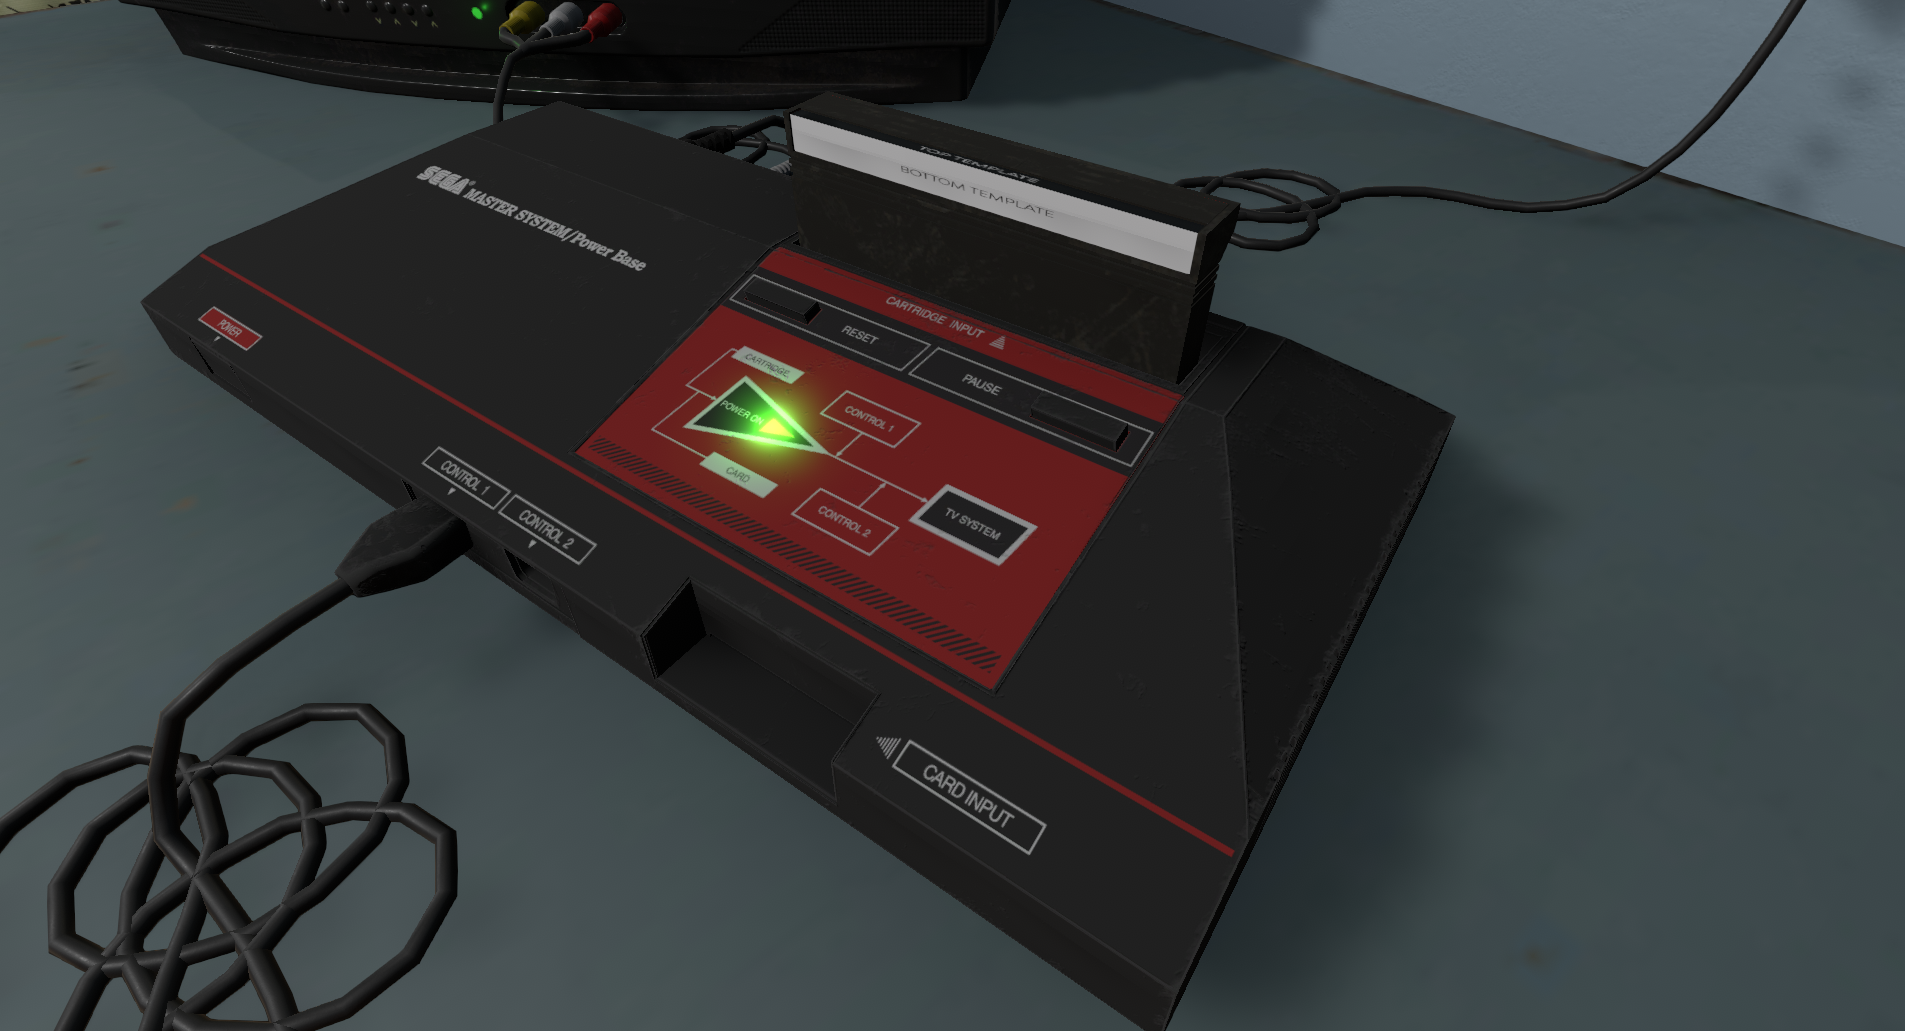 TOP TEMPLATE
BOTTOM TEMPLATE
SEGA® MASTER SYSTEM/Power Base
CARTRIDGE INPUT
RESET
PAUSE
POWER
CARTRIDGE
POWER ON
CONTROL 1
CARD
CONTROL 2
TV SYSTEM
CONTROL 1
CONTROL 2
CARD INPUT